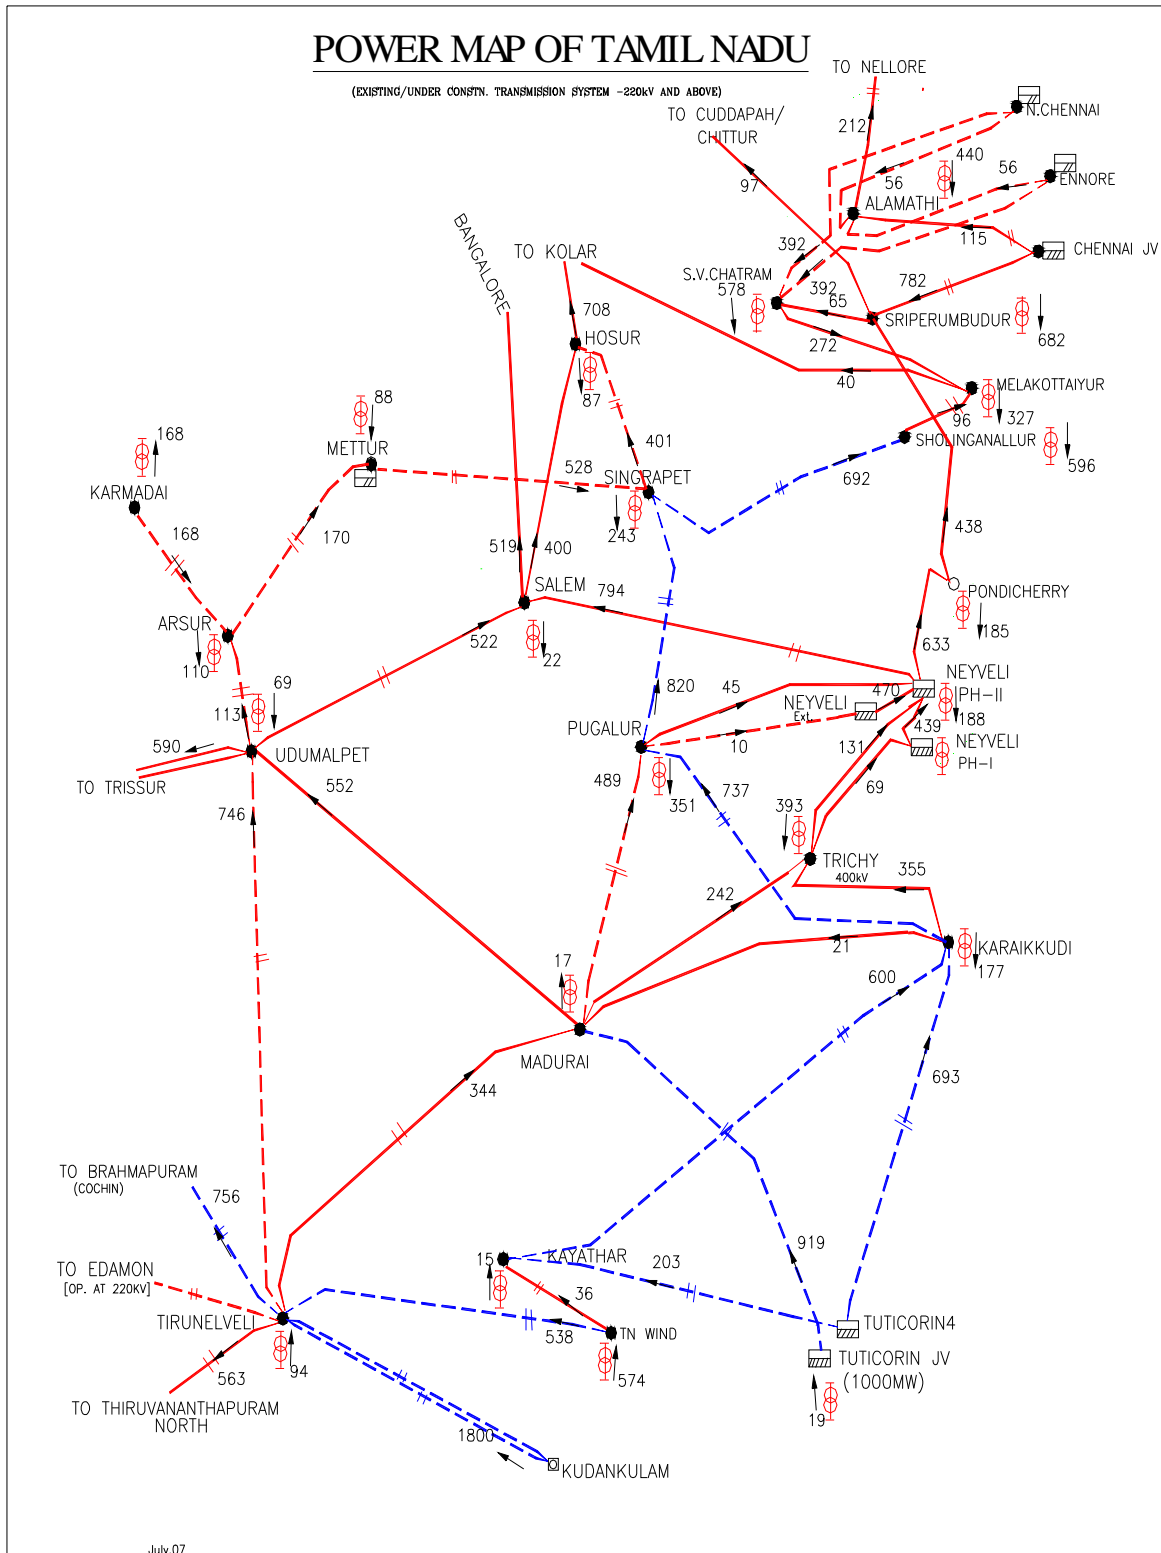 POWER MAP OF TAMIL NADU
(EXISTING/UNDER CONSTN. TRANSMISSION SYSTEM -220kV AND ABOVE)
TO NELLORE
TO CUDDAPAH/
CHITTUR
N.CHENNAI
212
440
56
56
97
ENNORE
ALAMATHI
115
CHENNAI JV
BANGALORE
TO KOLAR
392
S.V.CHATRAM
578
392
782
65
708
SRIPERUMBUDUR
HOSUR
272
682
87
40
MELAKOTTAIYUR
88
327
96
168
METTUR
401
SHOLINGANALLUR
596
528
SINGRAPET
692
KARMADAI
168
170
243
438
519
400
SALEM
794
PONDICHERRY
ARSUR
522
22
185
110
633
69
NEYVELI
PH-II
113
820
45
NEYVELI
Ext.
470
188
590
PUGALUR
439
UDUMALPET
10
131
NEYVELI
PH-I
TO TRISSUR
552
489
351
737
69
746
393
TRICHY
400kV
355
242
17
21
KARAIKKUDI
177
600
MADURAI
344
693
TO BRAHMAPURAM
(COCHIN)
756
919
15
KAYATHAR
203
TO EDAMON
[OP. AT 220KV]
36
TIRUNELVELI
538
TN WIND
TUTICORIN4
94
574
TUTICORIN JV
(1000MW)
563
TO THIRUVANANTHAPURAM
NORTH
19
1800
KUDANKULAM
July.07